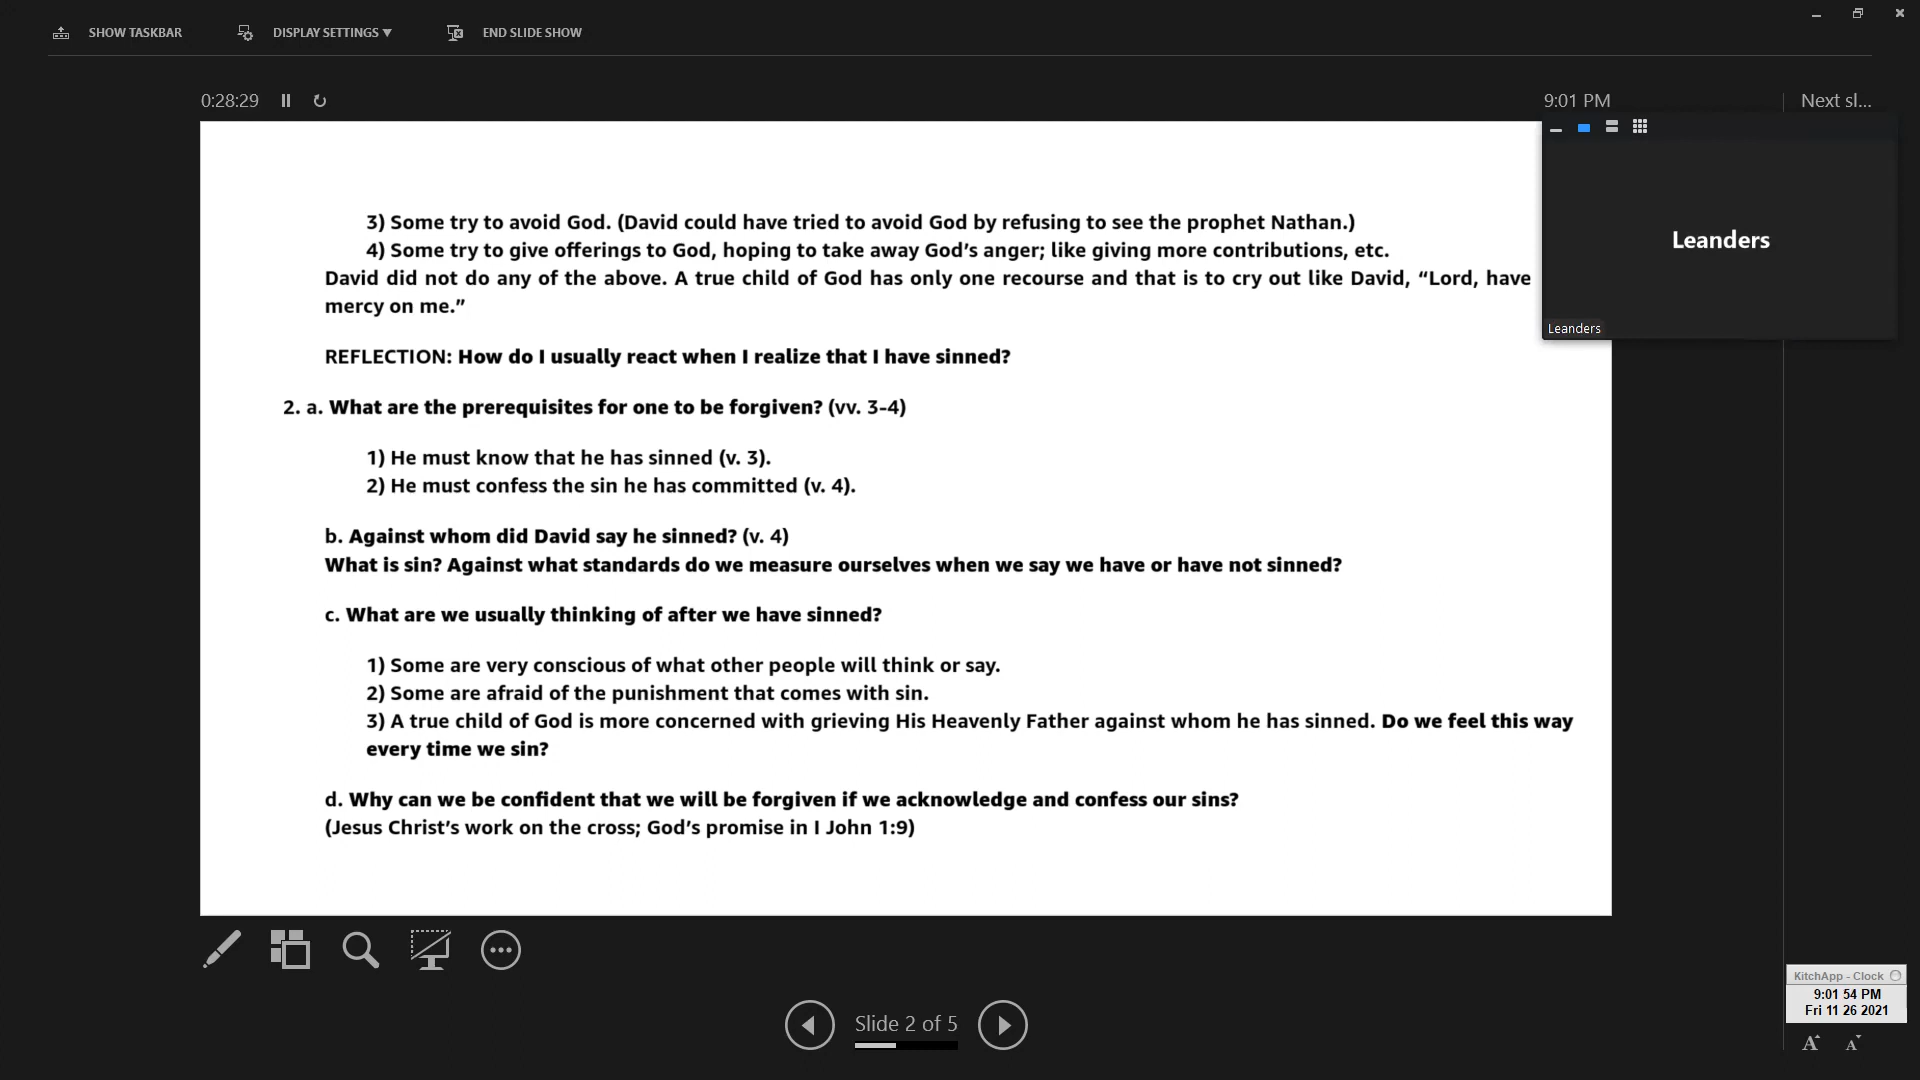 SHOW TASKBAR
DISPLAY SETTINGS ▼
END SLIDE SHOW
0:28:29
9:01 PM
Next sl...
3) Some try to avoid God. (David could have tried to avoid God by refusing to see the prophet Nathan.)
4) Some try to give offerings to God, hoping to take away God’s anger; like giving more contributions, etc.
David did not do any of the above. A true child of God has only one recourse and that is to cry out like David, “Lord, have
mercy on me.”
REFLECTION: How do I usually react when I realize that I have sinned?
2. a. What are the prerequisites for one to be forgiven? (vv. 3-4)
1) He must know that he has sinned (v. 3).
2) He must confess the sin he has committed (v. 4).
b. Against whom did David say he sinned? (v. 4)
What is sin? Against what standards do we measure ourselves when we say we have or have not sinned?
c. What are we usually thinking of after we have sinned?
1) Some are very conscious of what other people will think or say.
2) Some are afraid of the punishment that comes with sin.
3) A true child of God is more concerned with grieving His Heavenly Father against whom he has sinned. Do we feel this way
every time we sin?
d. Why can we be confident that we will be forgiven if we acknowledge and confess our sins?
(Jesus Christ’s work on the cross; God’s promise in I John 1:9)
Leanders
Leanders
Slide 2 of 5
KitchApp - Clock
9:01 54 PM
Fri 11 26 2021
A A